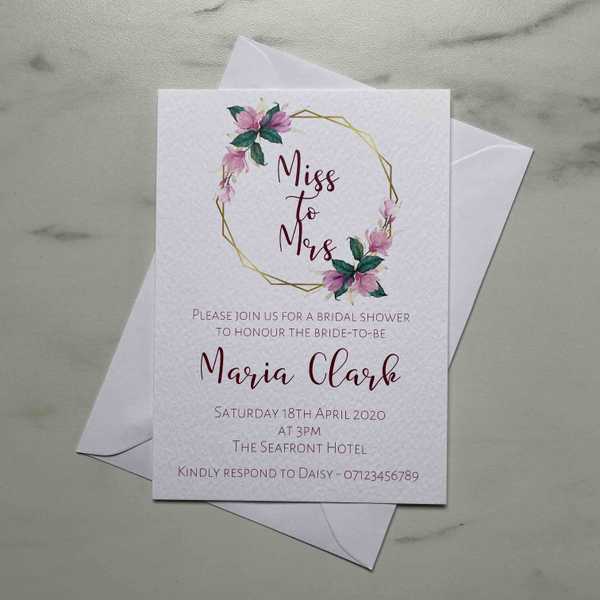 Miss
to
Mrs
Please join us for a bridal shower
to honour the bride-to-be
Maria Clark
Saturday 18th April 2020
at 3pm
The Seafront Hotel
Kindly respond to Daisy - 07123456789